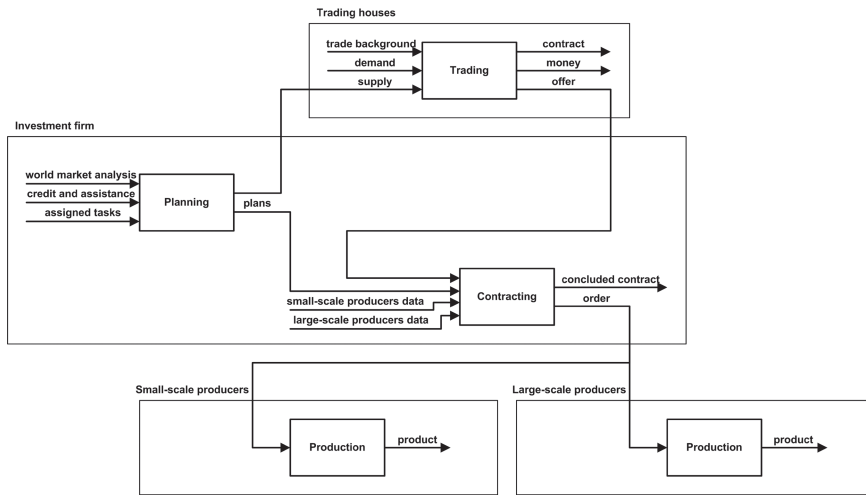 Trading houses
trade background
demand
supply
Trading
contract
money
offer
Investment firm
world market analysis
credit and assistance
assigned tasks
Planning
plans
small-scale producers data
large-scale producers data
Contracting
concluded contract
order
Small-scale producers
Production
product
Large-scale producers
Production
product